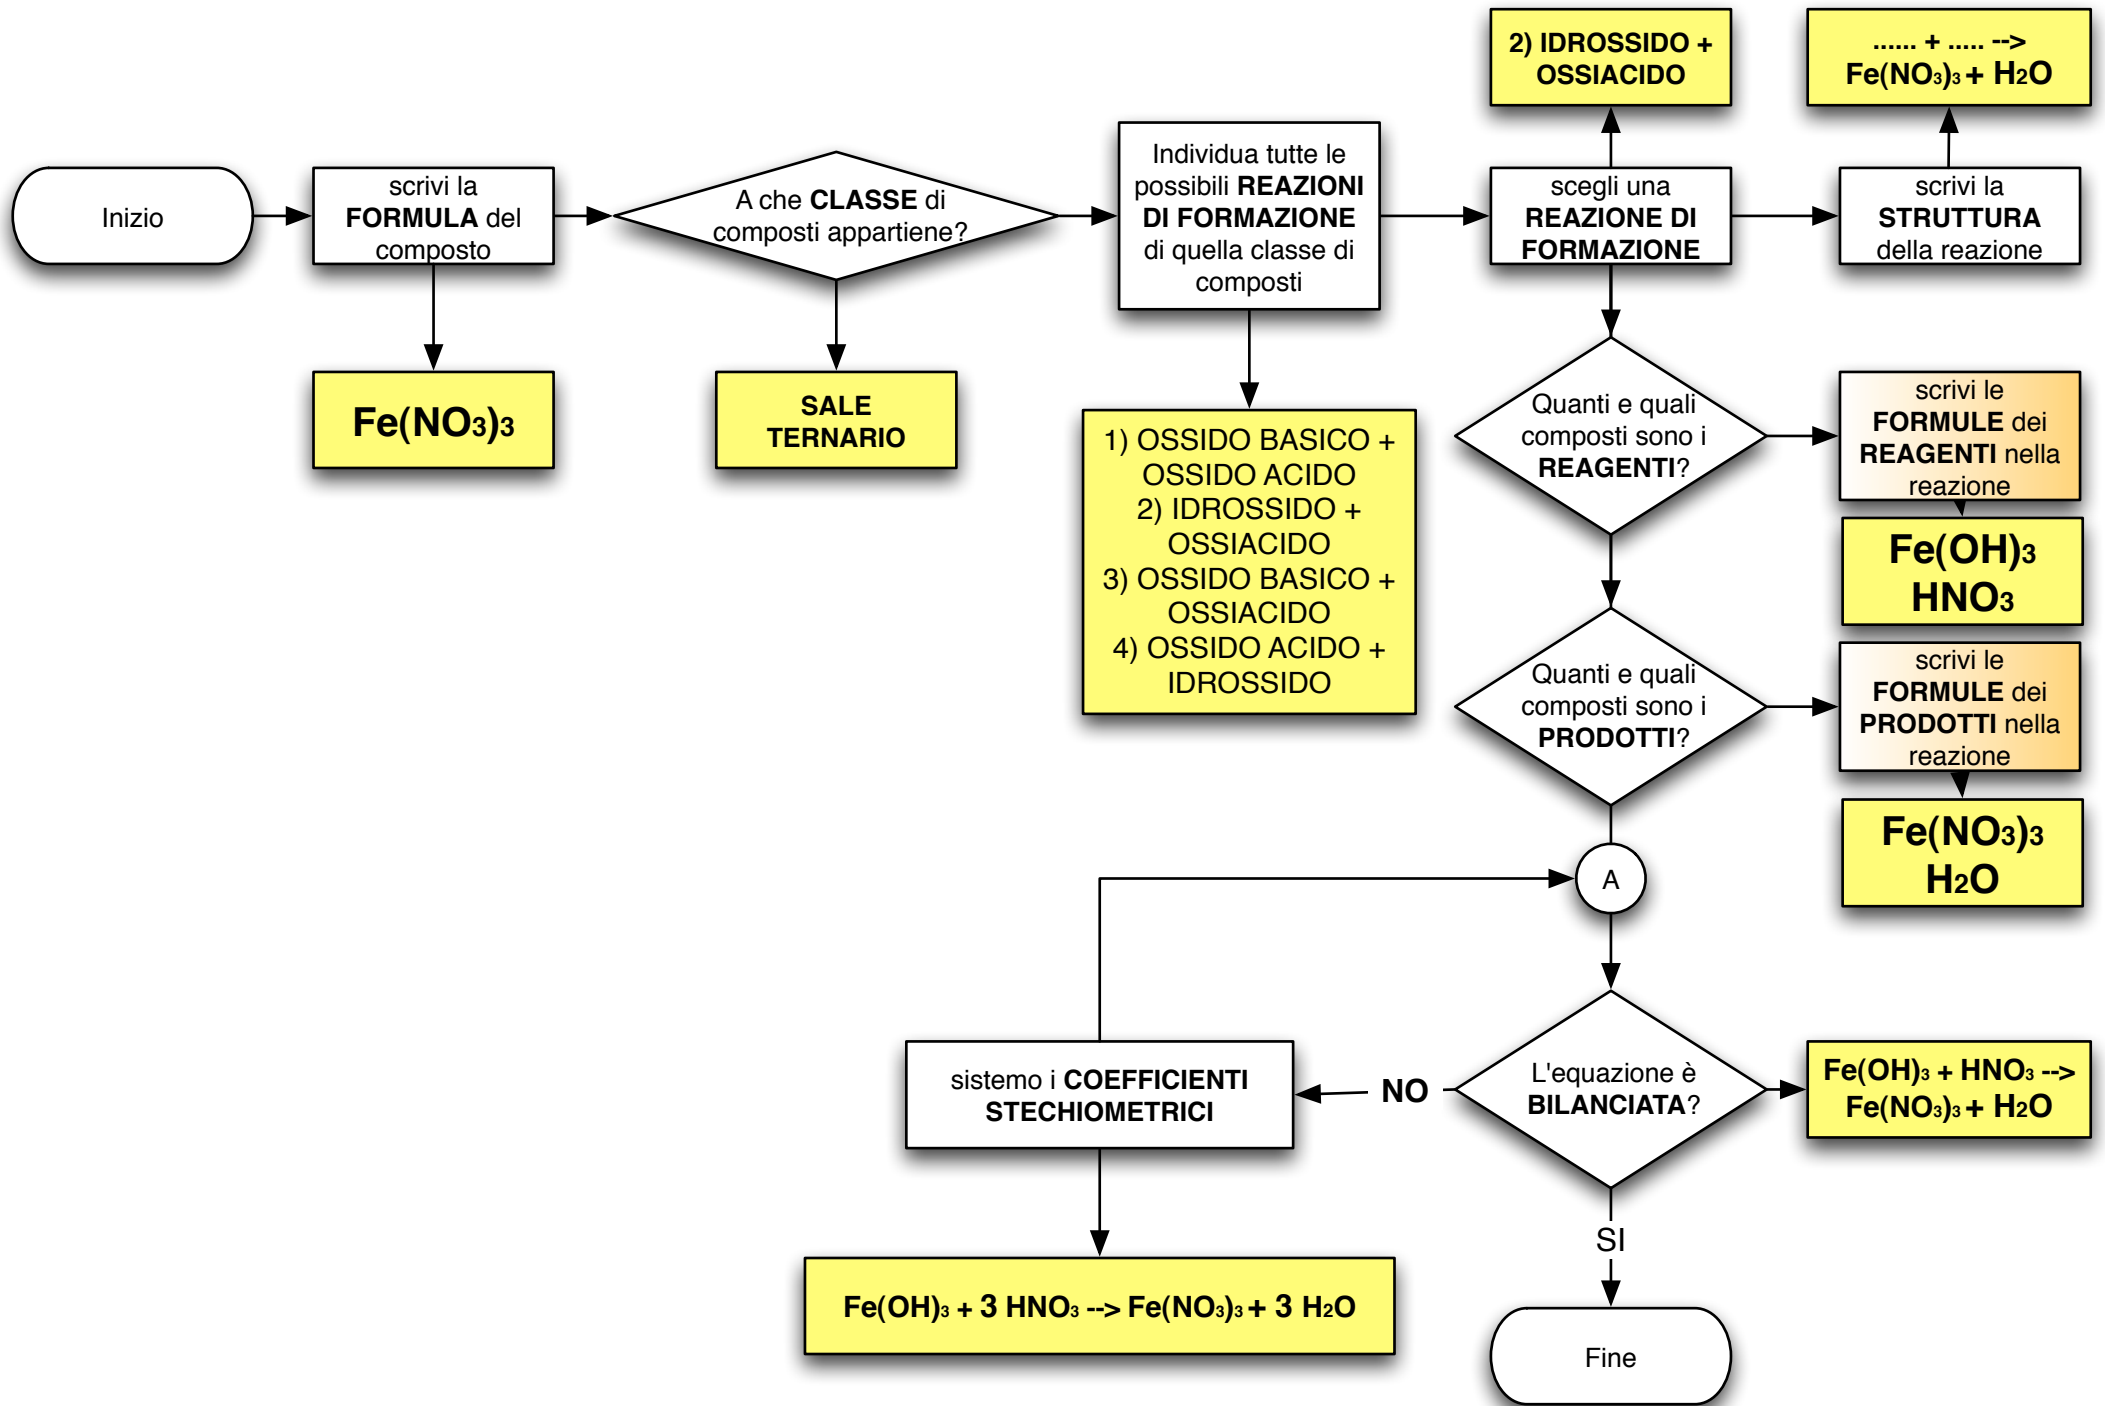 Inizio
scrivi la
FORMULA del
composto
Fe(NO3)3
A che CLASSE di
composti appartiene?
SALE
TERNARIO
Individua tutte le
possibili REAZIONI
DI FORMAZIONE
di quella classe di
composti
1) OSSIDO BASICO +
OSSIDO ACIDO
2) IDROSSIDO +
OSSIACIDO
3) OSSIDO BASICO +
OSSIACIDO
4) OSSIDO ACIDO +
IDROSSIDO
2) IDROSSIDO +
OSSIACIDO
scegli una
REAZIONE DI
FORMAZIONE
...... + ..... -->
Fe(NO3)3 + H2O
scrivi la
STRUTTURA
della reazione
Quanti e quali
composti sono i
REAGENTI?
scrivi le
FORMULE dei
REAGENTI nella
reazione
Fe(OH)3
HNO3
Quanti e quali
composti sono i
PRODOTTI?
scrivi le
FORMULE dei
PRODOTTI nella
reazione
Fe(NO3)3
H2O
A
L'equazione è
BILANCIATA?
Fe(OH)3 + HNO3 -->
Fe(NO3)3 + H2O
NO
sistemo i COEFFICIENTI
STECHIOMETRICI
Fe(OH)3 + 3 HNO3 --> Fe(NO3)3 + 3 H2O
SI
Fine